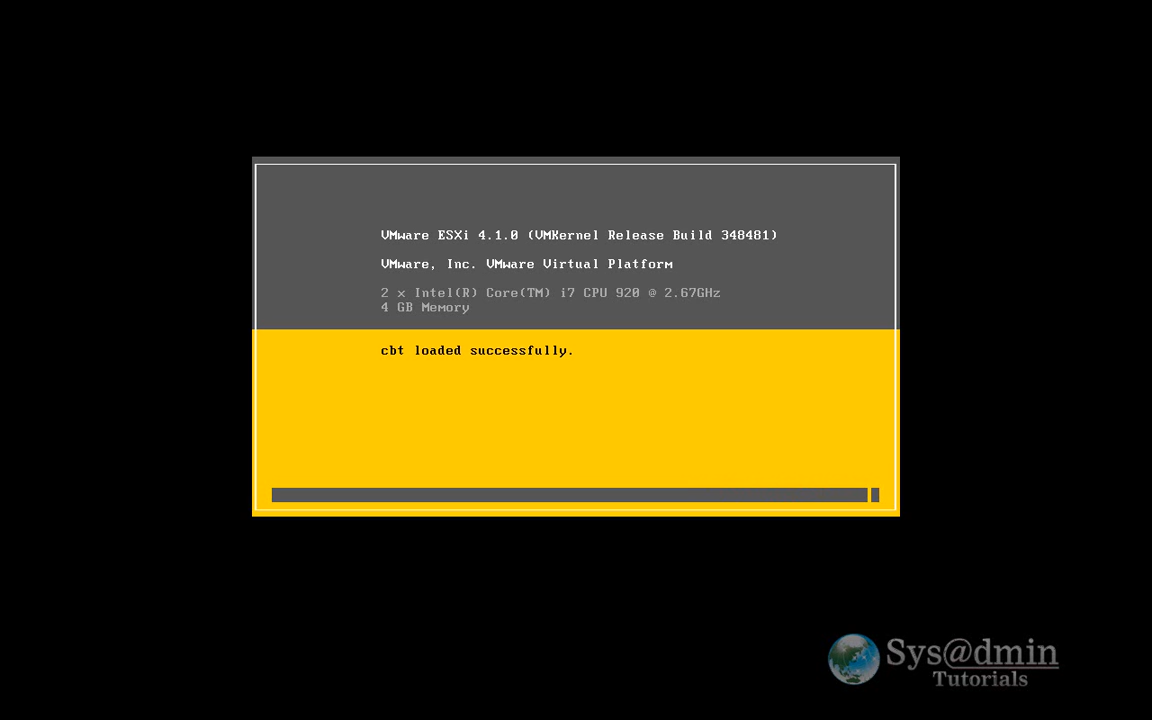 VMware ESXi 4.1.0 (VMKernel Release Build 348481)
VMware, Inc. VMware Virtual Platform
2 x Intel(R) Core(TM) i7 CPU 920 @ 2.67GHz
4 GB Memory
cbt loaded successfully.
Sys@dmin
Tutorials